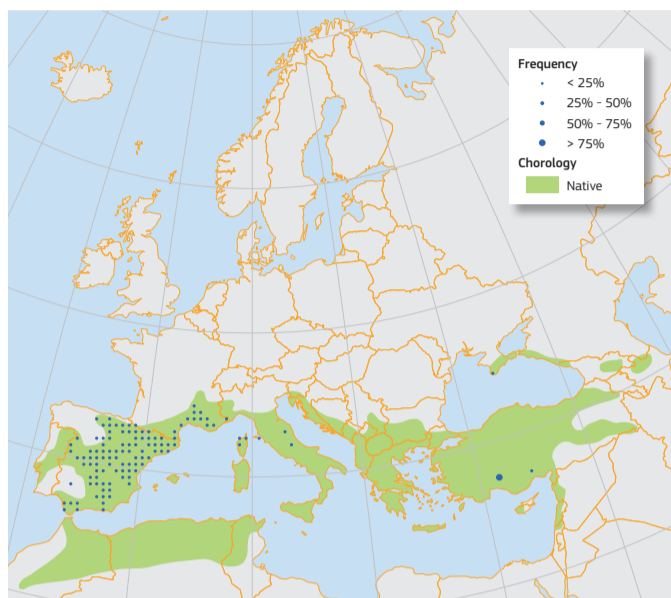 Frequency
< 25%
25% - 50%
50% - 75%
> 75%
Chorology
Native